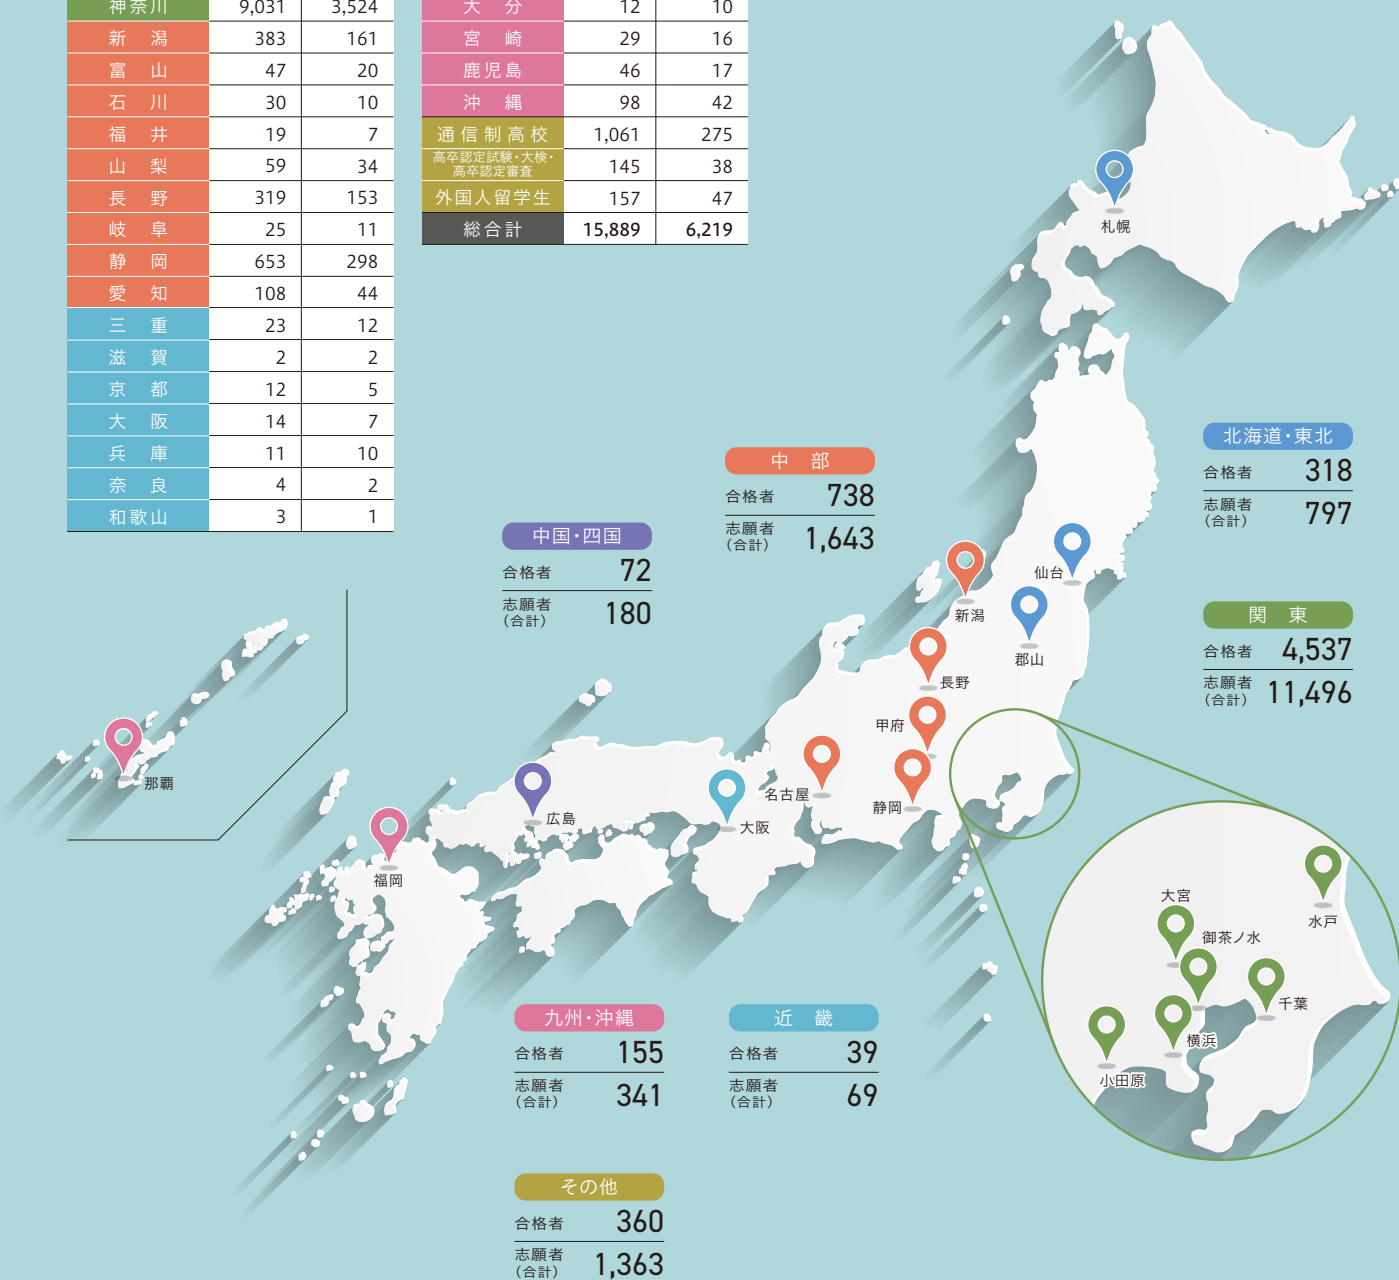 神奈川 9,031 3,524
新潟 383 161
富山 47 20
石川 30 10
福井 19 7
山梨 59 34
長野 319 153
岐阜 25 11
静岡 653 298
愛知 108 44
三重 23 12
滋賀 2 2
京都 12 5
大阪 14 7
兵庫 11 10
奈良 4 2
和歌山 3 1
大分 12 10
宮崎 29 16
鹿児島 46 17
沖縄 98 42
通信制高校 1,061 275
高卒認定試験・大検・
高卒認定審査 145 38
外国人留学生 157 47
総合計 15,889 6,219
札幌
北海道・東北
合格者 318
志願者
(合計) 797
中部
合格者 738
志願者
(合計) 1,643
中国・四国
合格者 72
志願者
(合計) 180
関東
合格者 4,537
志願者
(合計) 11,496
仙台
新潟
郡山
長野
甲府
名古屋
静岡
那覇
広島
大阪
福岡
大宮
水戸
御茶ノ水
千葉
横浜
小田原
九州・沖縄
合格者 155
志願者
(合計) 341
近畿
合格者 39
志願者
(合計) 69
その他
合格者 360
志願者
(合計) 1,363